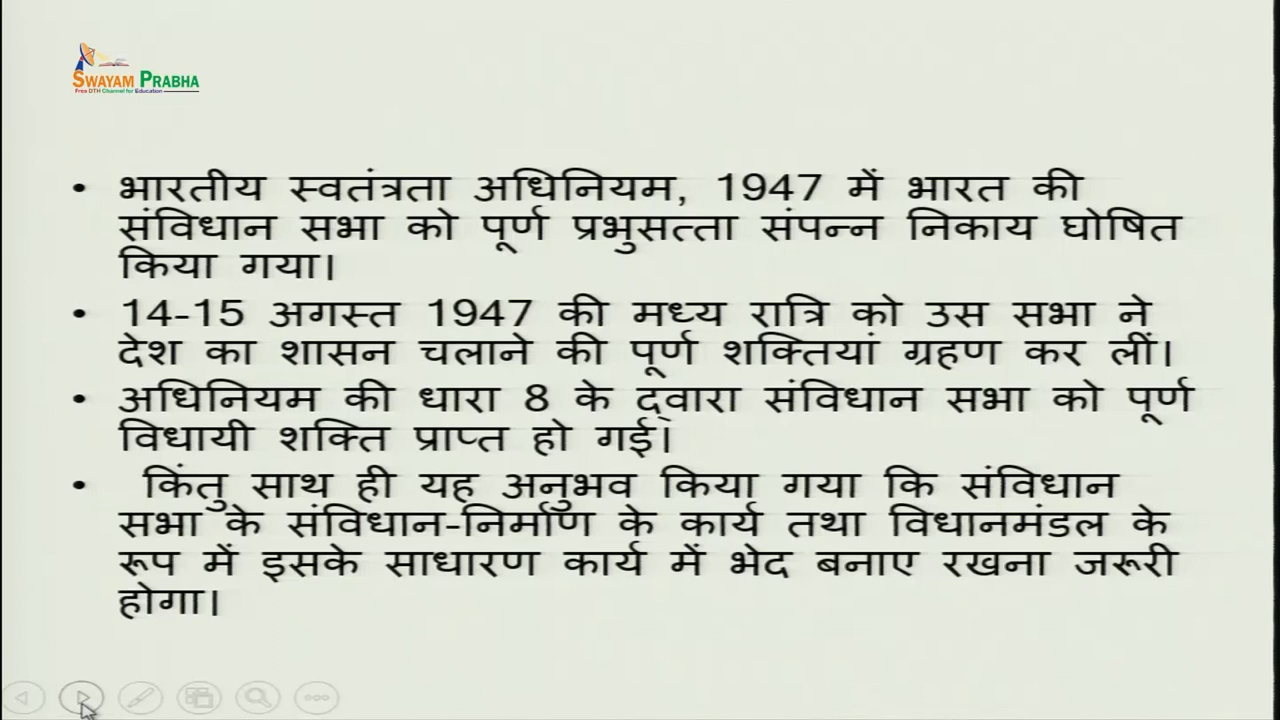 SWAYAM PRABHA
Free DTH Channel for Education
• भारतीय स्वतंत्रता अधिनियम, 1947 में भारत की
संविधान सभा को पूर्ण प्रभुसत्ता संपन्न निकाय घोषित
किया गया।
• 14-15 अगस्त 1947 की मध्य रात्रि को उस सभा ने
देश का शासन चलाने की पूर्ण शक्तियां ग्रहण कर लीं।
• अधिनियम की धारा 8 के द्वारा संविधान सभा को पूर्ण
विधायी शक्ति प्राप्त हो गई।
• किंतु साथ ही यह अनुभव किया गया कि संविधान
सभा के संविधान-निर्माण के कार्य तथा विधानमंडल के
रूप में इसके साधारण कार्य में भेद बनाए रखना जरूरी
होगा।